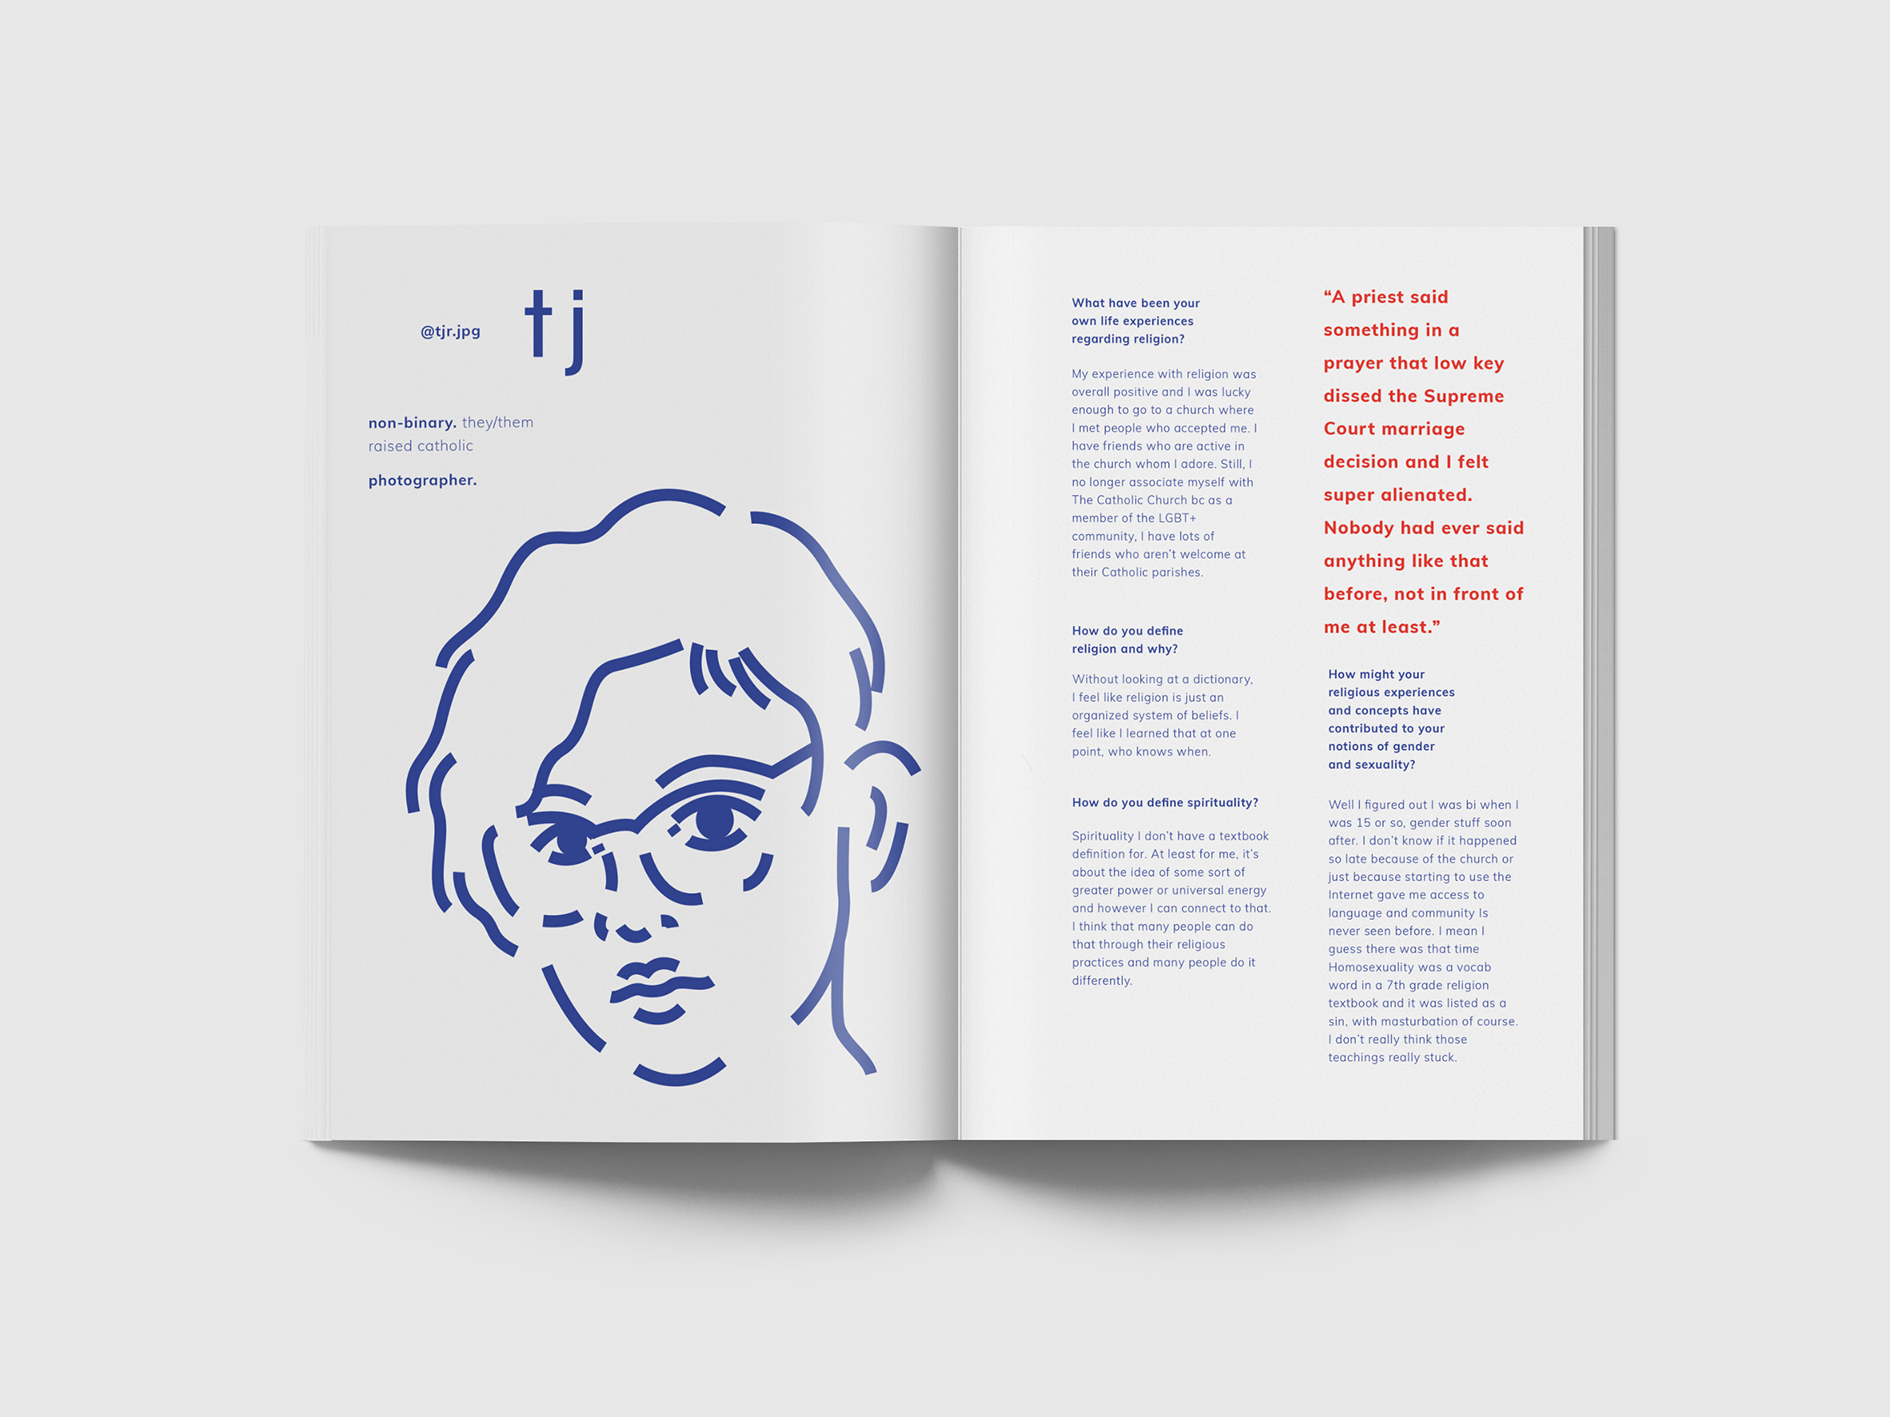 @tjr.jpg
tj
non-binary. they/them
raised catholic
photographer.
What have been your
own life experiences
regarding religion?
My experience with religion was
overall positive and I was lucky
enough to go to a church where
I met people who accepted me. I
have friends who are active in
the church whom I adore. Still, I
no longer associate myself with
The Catholic Church bc as a
member of the LGBT+
community, I have lots of
friends who aren't welcome at
their Catholic parishes.
How do you define
religion and why?
Without looking at a dictionary,
I feel like religion is just an
organized system of beliefs. I
feel like I learned that at one
point, who knows when.
How do you define spirituality?
Spirituality I don't have a textbook
definition for. At least for me, it's
about the idea of some sort of
greater power or universal energy
and however I can connect to that.
I think that many people can do
that through their religious
practices and many people do it
differently.
“A priest said
something in a
prayer that low key
dissed the Supreme
Court marriage
decision and I felt
super alienated.
Nobody had ever said
anything like that
before, not in front of
me at least.”
How might your
religious experiences
and concepts have
contributed to your
notions of gender
and sexuality?
Well I figured out I was bi when I
was 15 or so, gender stuff soon
after. I don't know if it happened
so late because of the church or
just because starting to use the
Internet gave me access to
language and community Is
never seen before. I mean I
guess there was that time
Homosexuality was a vocab
word in a 7th grade religion
textbook and it was listed as a
sin, with masturbation of course.
I don't really think those
teachings really stuck.